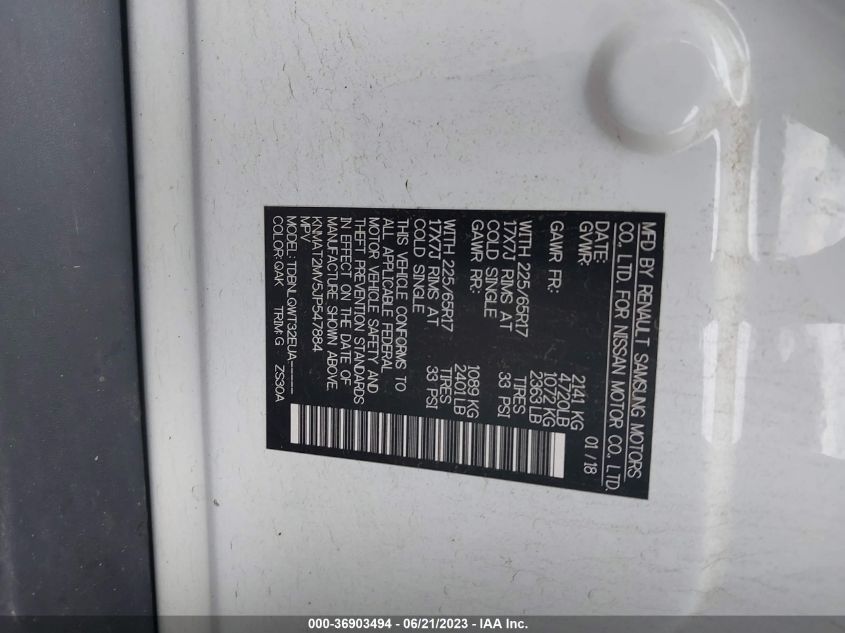 MFD BY RENAULT SAMSUNG MOTORS
CO., LTD. FOR NISSAN MOTOR CO., LTD.
DATE: 01 / 18
GVWR: 2141 KG
4720LB
GAWR FR: 1072 KG
2363 LB
WITH 225/65R17 TIRES
17X7J RIMS AT 33 PSI
COLD SINGLE
GAWR RR: 1089 KG
2401 LB
WITH 225/65R17 TIRES
17X7J RIMS AT 33 PSI
COLD SINGLE
THIS VEHICLE CONFORMS TO
ALL APPLICABLE FEDERAL
MOTOR VEHICLE SAFETY AND
THEFT PREVENTION STANDARDS
IN EFFECT ON THE DATE OF
MANUFACTURE SHOWN ABOVE.
KNMAT2MV5JP547884
MPV
MODEL: TDBNLQWT32EUA-----
COLOR: QAK TRIM: G ZS30A
000-36903494 - 06/21/2023 - IAA Inc.